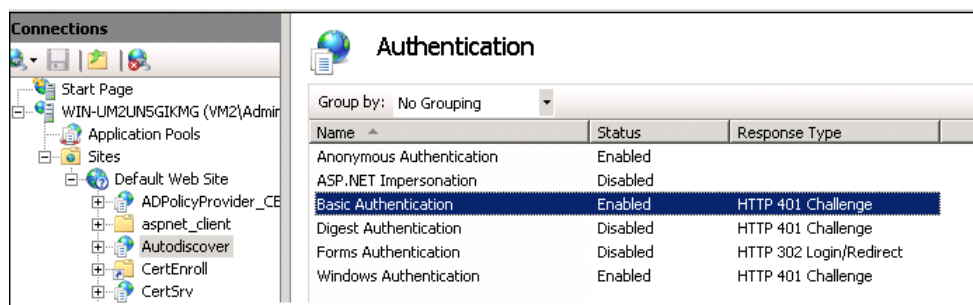 Connections
Start Page
WIN-UM2UN5GIKMG (VM2\Admin
Application Pools
Sites
Default Web Site
ADPolicyProvider_CE
aspnet_client
Autodiscover
CertEnroll
CertSrv
Authentication
Group by: No Grouping
Name Status Response Type
Anonymous Authentication Enabled
ASP.NET Impersonation Disabled
Basic Authentication Enabled HTTP 401 Challenge
Digest Authentication Disabled HTTP 401 Challenge
Forms Authentication Disabled HTTP 302 Login/Redirect
Windows Authentication Enabled HTTP 401 Challenge